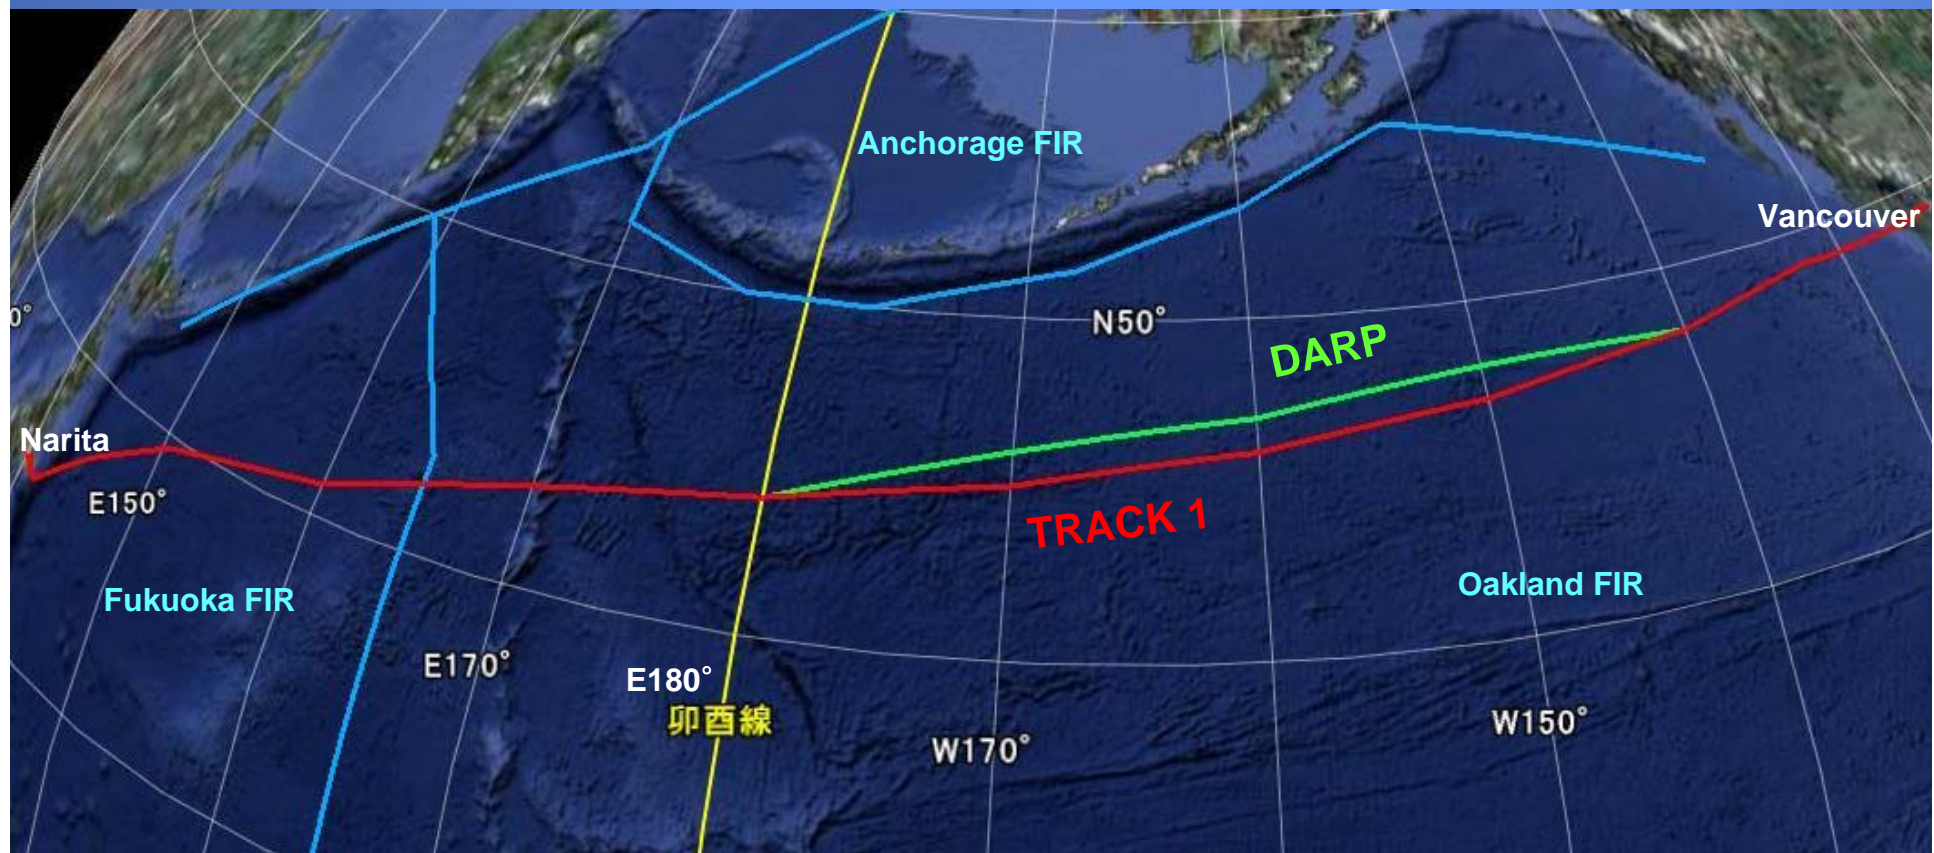 Anchorage FIR
Vancouver
0°
N50°
DARP
Narita
E150°
TRACK 1
Fukuoka FIR
Oakland FIR
E170°
E180°
卯酉線
W170°
W150°